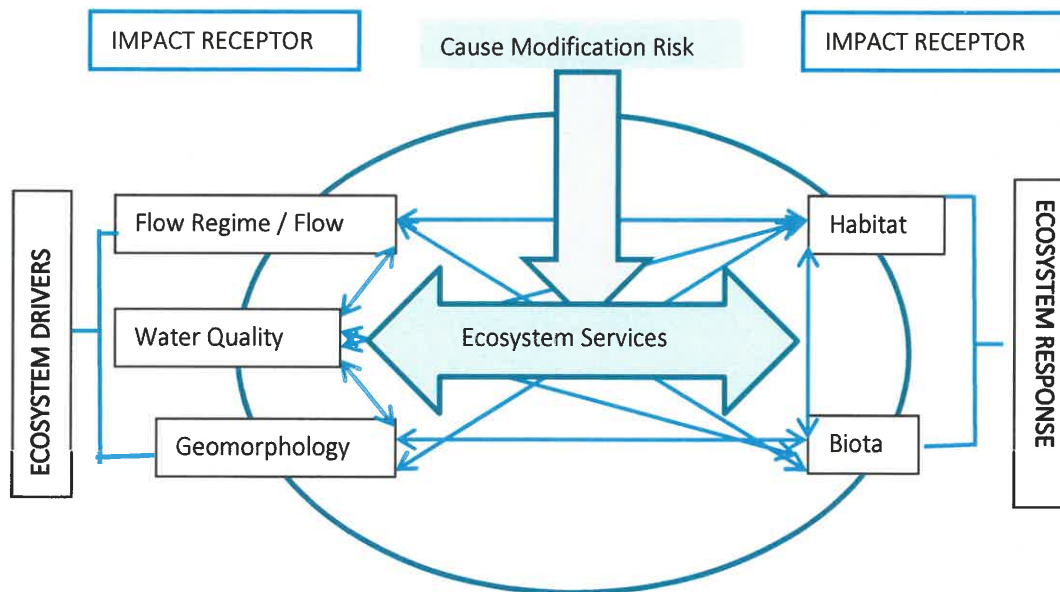 IMPACT RECEPTOR
Cause Modification Risk
IMPACT RECEPTOR
ECOSYSTEM DRIVERS
Flow Regime / Flow
Water Quality
Geomorphology
Ecosystem Services
Habitat
Biota
ECOSYSTEM RESPONSE